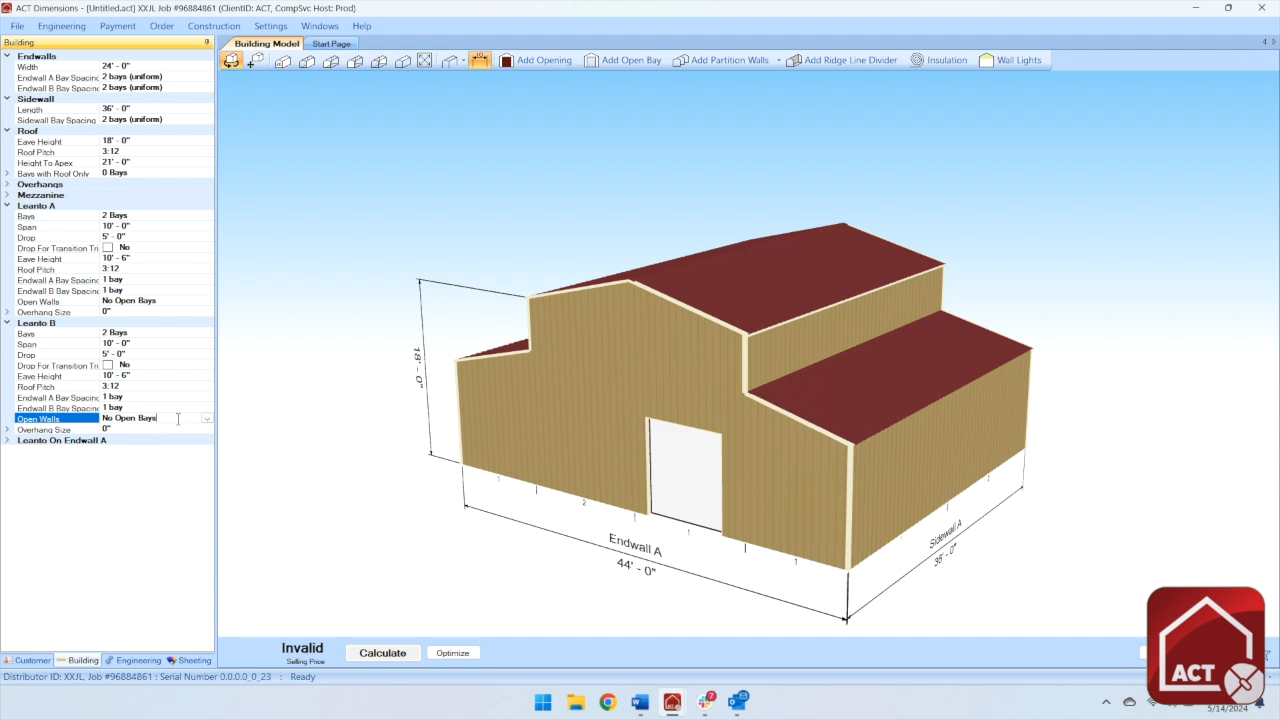 ACT Dimensions - [Untitled.act] XXJL Job #96884861 (ClientID: ACT, CompSvc Host: Prod)
File Engineering Payment Order Construction Settings Windows Help
Building
Building Model Start Page
Add Opening Add Open Bay Add Partition Walls Add Ridge Line Divider Insulation Wall Lights
Endwalls
Width 24' - 0"
Endwall A Bay Spacing 2 bays (uniform)
Endwall B Bay Spacing 2 bays (uniform)
Sidewall
Length 36' - 0"
Sidewall Bay Spacing 2 bays (uniform)
Roof
Eave Height 18' - 0"
Roof Pitch 3:12
Height To Apex 21' - 0"
Bays with Roof Only 0 Bays
Overhangs
Mezzanine
Leanto A
Bays 2 Bays
Span 10' - 0"
Drop 5' - 0"
Drop For Transition Tri No
Eave Height 10' - 6"
Roof Pitch 3:12
Endwall A Bay Spacing 1 bay
Endwall B Bay Spacing 1 bay
Open Walls No Open Bays
Overhang Size 0"
Leanto B
Bays 2 Bays
Span 10' - 0"
Drop 5' - 0"
Drop For Transition Tri No
Eave Height 10' - 6"
Roof Pitch 3:12
Endwall A Bay Spacing 1 bay
Endwall B Bay Spacing 1 bay
Open Walls No Open Bays
Overhang Size 0"
Leanto On Endwall A
18' - 0"
1 2 1 1
Endwall A
44' - 0"
Sidewall A
36' - 0"
Invalid
Selling Price
Calculate Optimize
Customer Building Engineering Sheeting
Distributor ID: XXJL, Job #96884861 : Serial Number 0.0.0.0_0_23 : Ready
ACT
7
5/14/2024